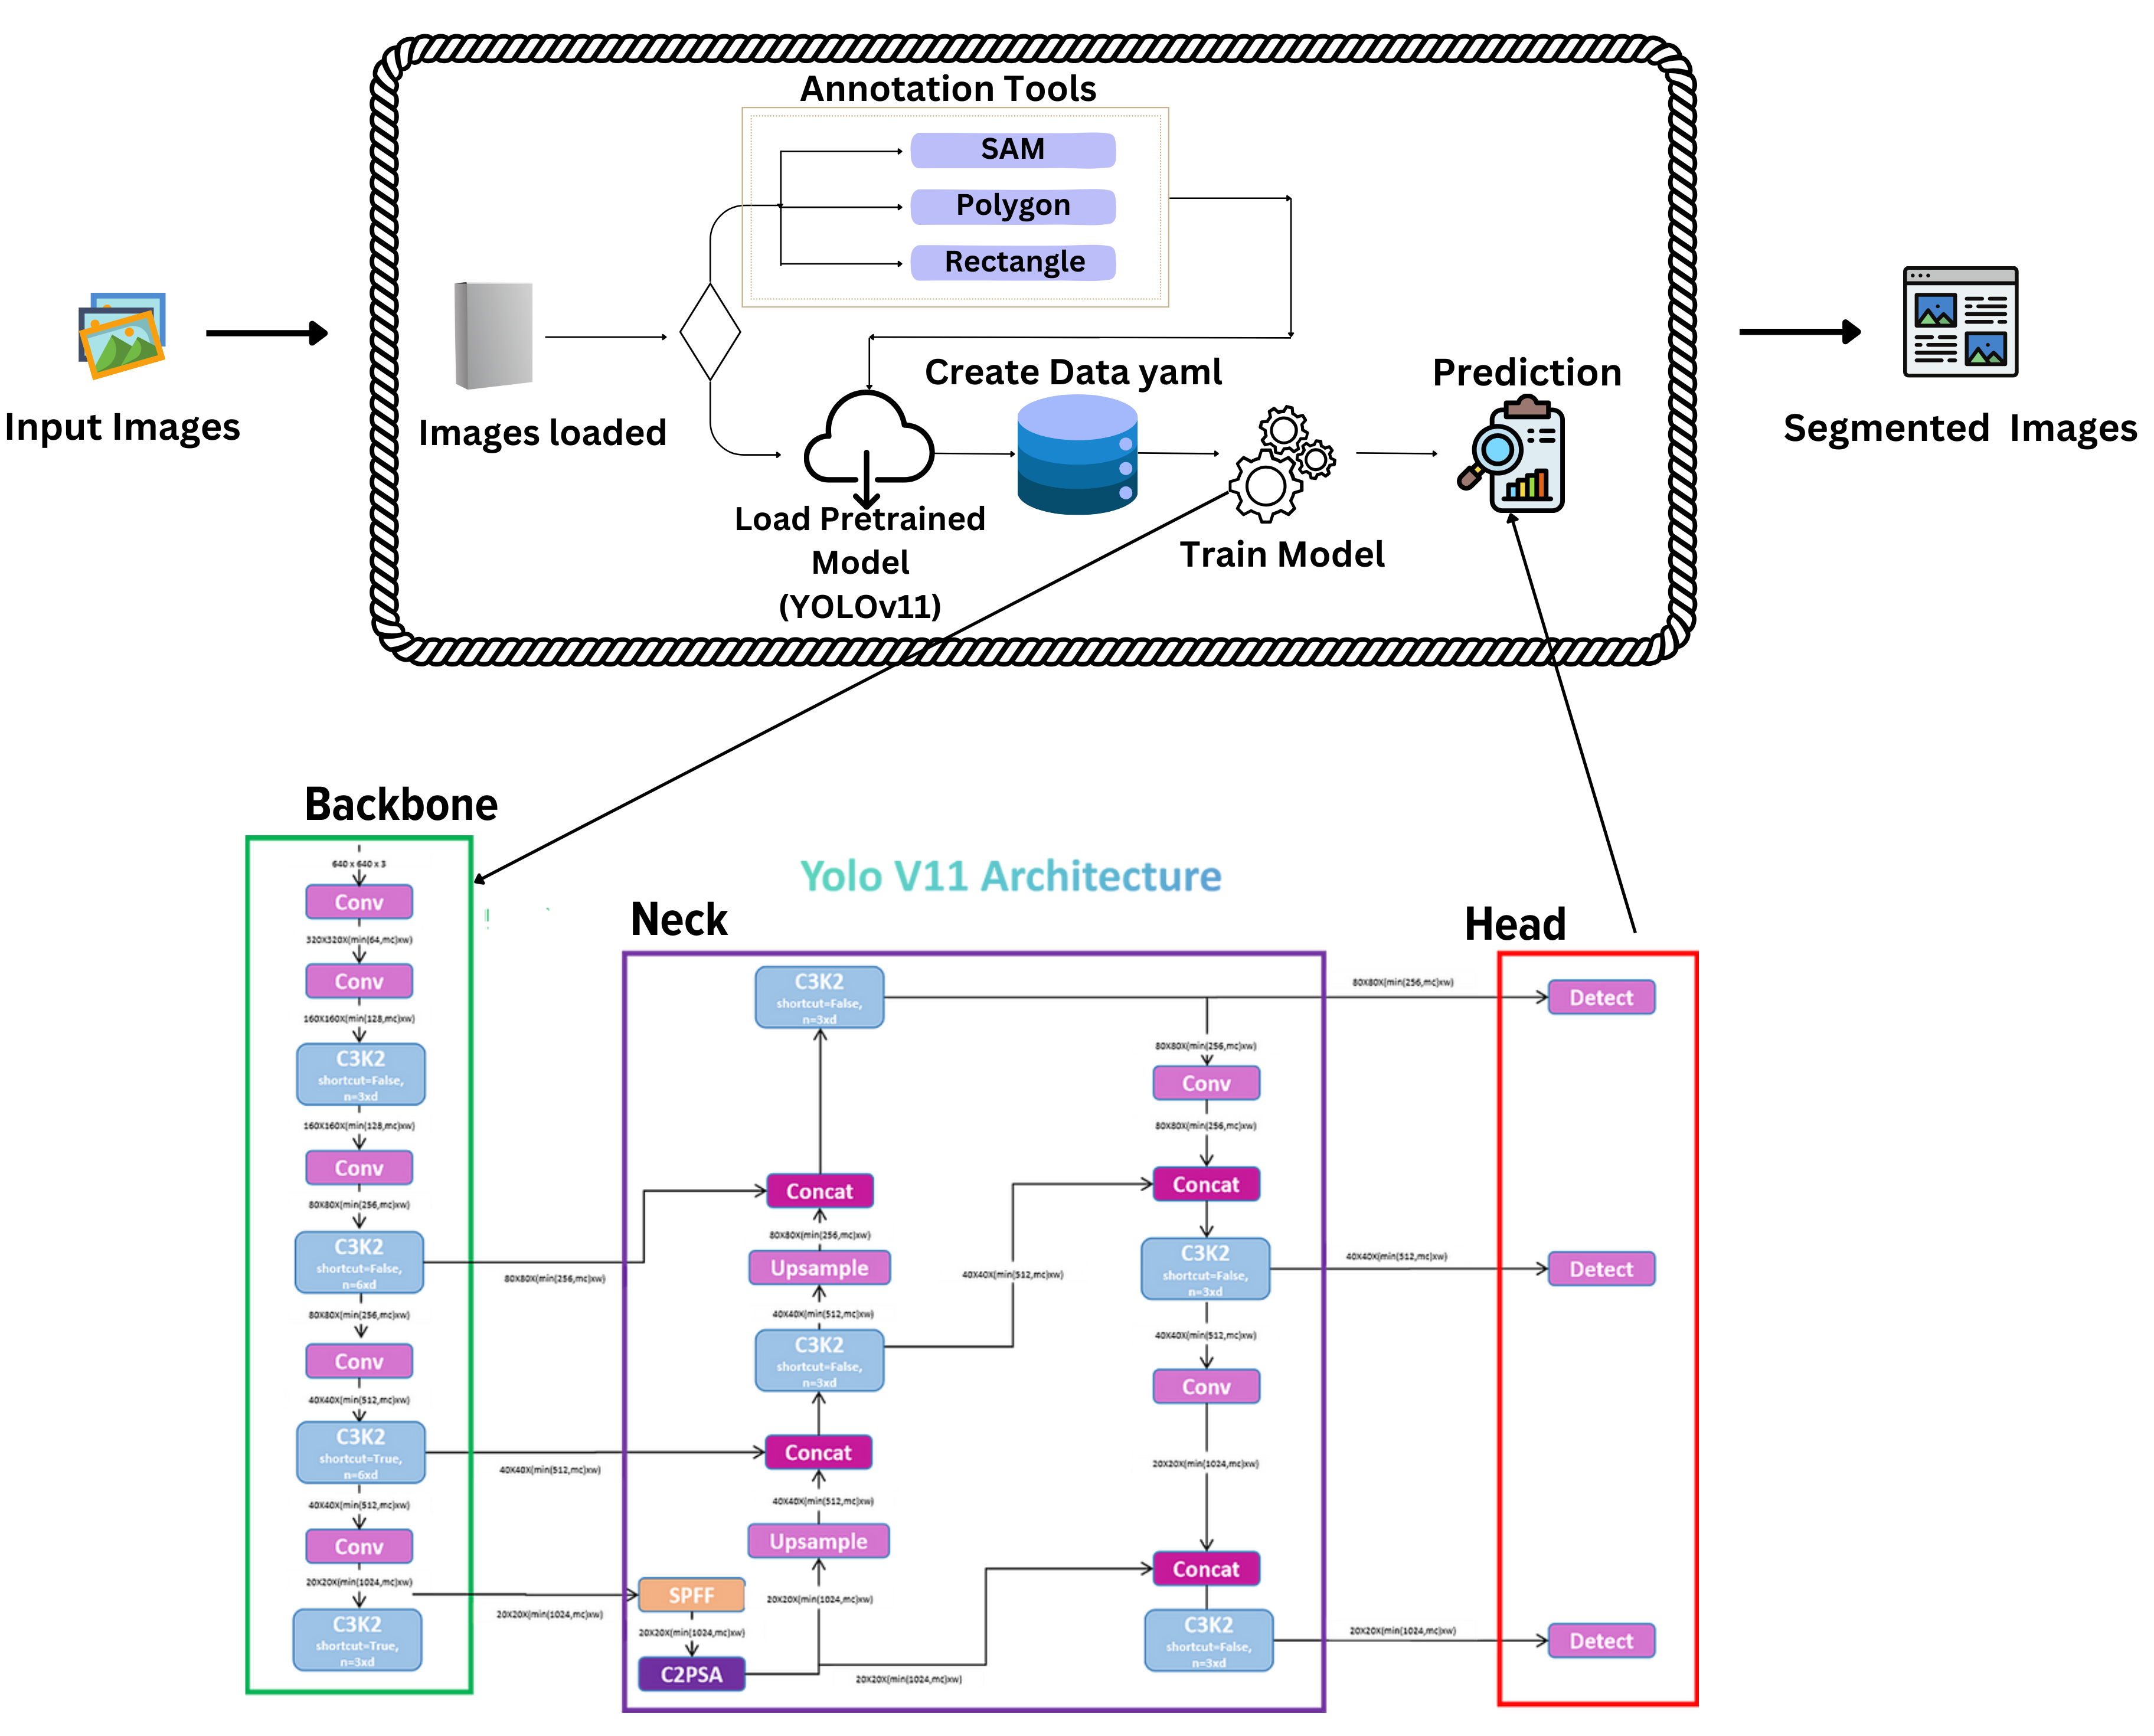 Annotation Tools
SAM
Polygon
Rectangle
Input Images
Images loaded
Create Data yaml
Load Pretrained
Model
(YOLOv11)
Train Model
Prediction
Segmented Images
Yolo V11 Architecture
Backbone
640 x 640 x 3
Conv
320X320X(min(64,mc)xw)
Conv
160X160X(min(128,mc)xw)
C3K2
shortcut=False,
n=3xd
160X160X(min(128,mc)xw)
Conv
80X80X(min(256,mc)xw)
C3K2
shortcut=False,
n=6xd
80X80X(min(256,mc)xw)
80X80X(min(256,mc)xw)
Conv
40X40X(min(512,mc)xw)
C3K2
shortcut=True,
n=6xd
40X40X(min(512,mc)xw)
40X40X(min(512,mc)xw)
Conv
20X20X(min(1024,mc)xw)
20X20X(min(1024,mc)xw)
C3K2
shortcut=True,
n=3xd
Neck
C3K2
shortcut=False,
n=3xd
Concat
80X80X(min(256,mc)xw)
Upsample
40X40X(min(512,mc)xw)
C3K2
shortcut=False,
n=3xd
Concat
40X40X(min(512,mc)xw)
Upsample
20X20X(min(1024,mc)xw)
SPFF
20X20X(min(1024,mc)xw)
C2PSA
20X20X(min(1024,mc)xw)
40X40X(min(512,mc)xw)
80X80X(min(256,mc)xw)
Conv
80X80X(min(256,mc)xw)
Concat
C3K2
shortcut=False,
n=3xd
40X40X(min(512,mc)xw)
Conv
20X20X(min(1024,mc)xw)
Concat
C3K2
shortcut=False,
n=3xd
Head
80X80X(min(256,mc)xw)
Detect
40X40X(min(512,mc)xw)
Detect
20X20X(min(1024,mc)xw)
Detect